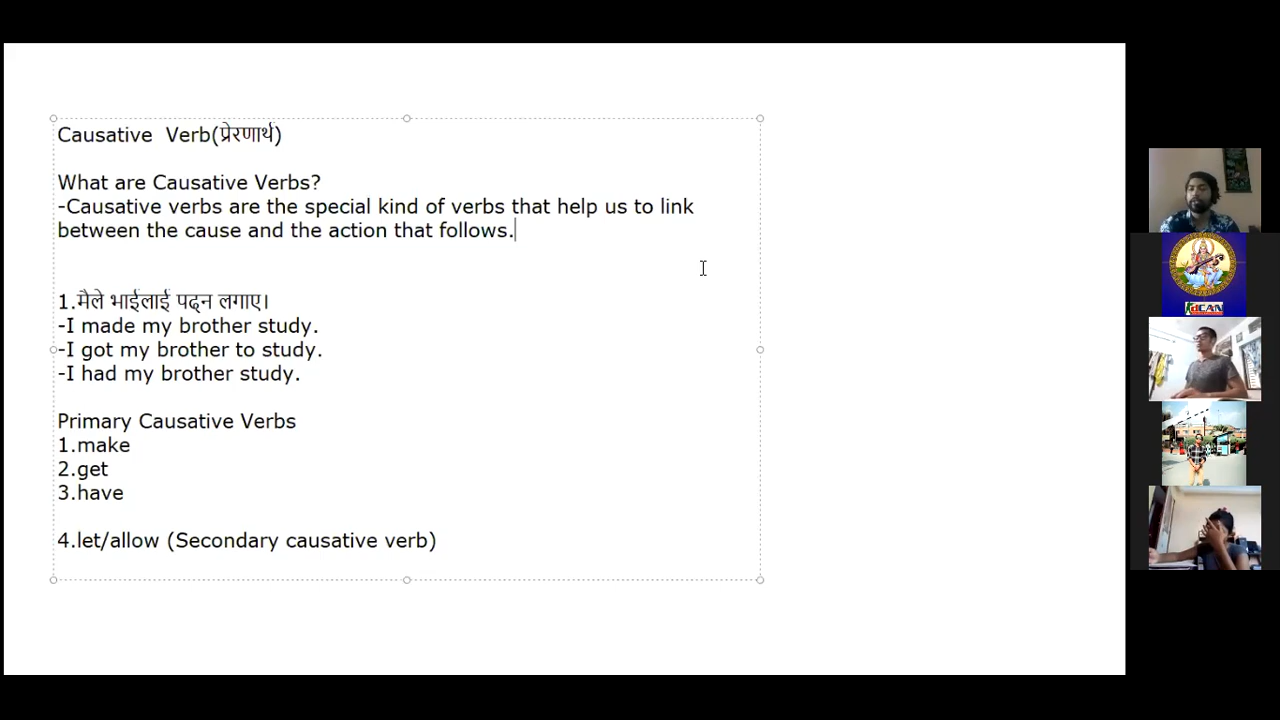 Causative  Verb(प्रेरणार्थ)
What are Causative Verbs?
-Causative verbs are the special kind of verbs that help us to link
between the cause and the action that follows.
1.मैले भाईलाई पढ्न लगाए।
-I made my brother study.
-I got my brother to study.
-I had my brother study.
Primary Causative Verbs
1.make
2.get
3.have
4.let/allow (Secondary causative verb)